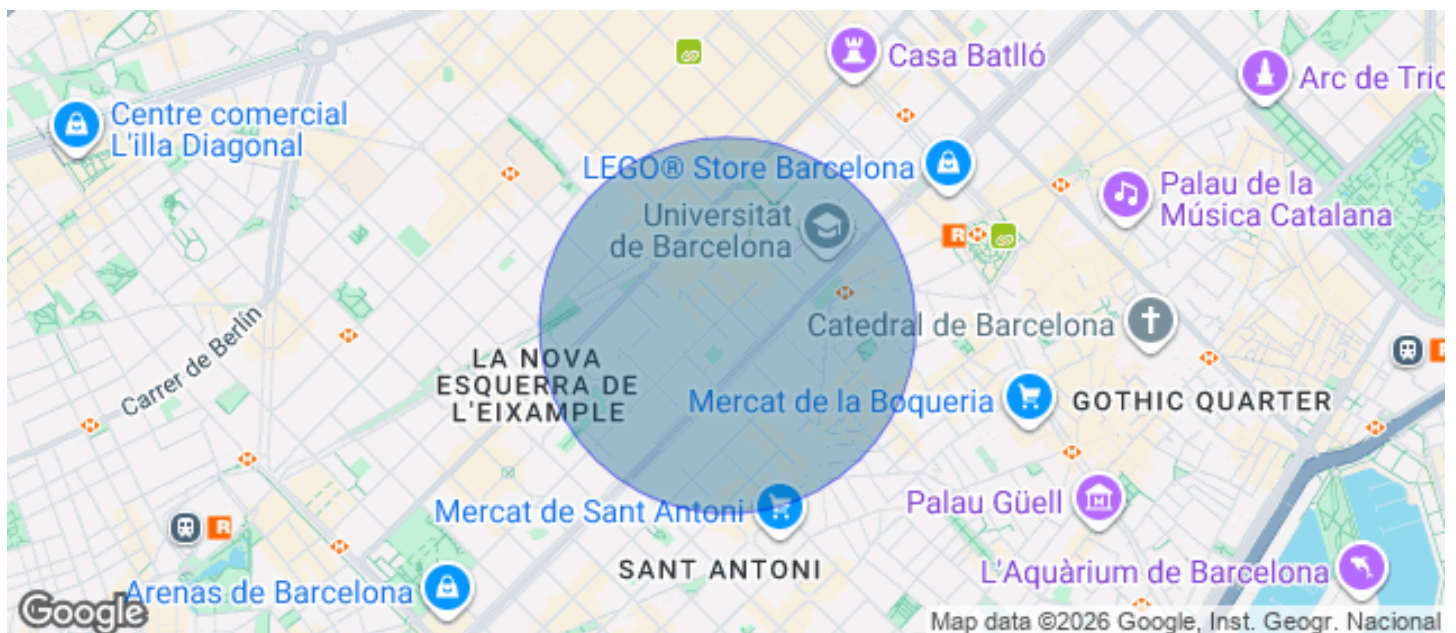 Casa Batlló
Arc de Trio
Centre comercial
L'illa Diagonal
LEGO® Store Barcelona
Palau de la
Música Catalana
Universitat
de Barcelona
Catedral de Barcelona
Carrer de Berlín
LA NOVA
ESQUERRA DE
L'EIXAMPLE
Mercat de la Boqueria
GOTHIC QUARTER
Mercat de Sant Antoni
Palau Güell
SANT ANTONI
L'Aquàrium de Barcelona
Arenas de Barcelona
Google
Map data ©2026 Google, Inst. Geogr. Nacional
R
R